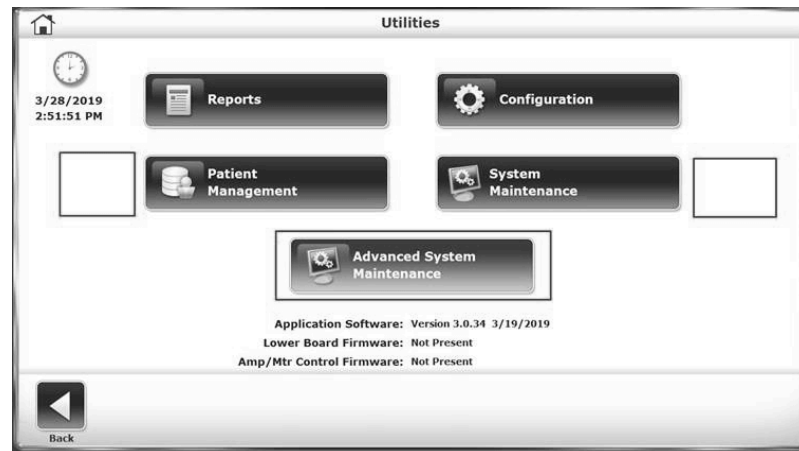 Utilities
3/28/2019
2:51:51 PM
Reports
Configuration
Patient
Management
System
Maintenance
Advanced System
Maintenance
Application Software: Version 3.0.34 3/19/2019
Lower Board Firmware: Not Present
Amp/Mtr Control Firmware: Not Present
Back